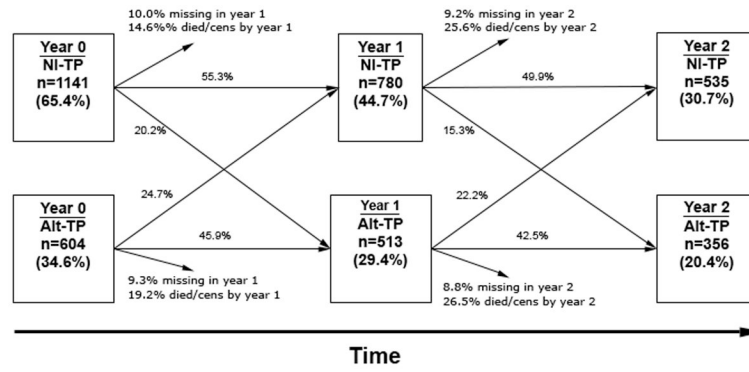 10.0% missing in year 1
14.6%% died/cens by year 1
9.2% missing in year 2
25.6% died/cens by year 2
Year 0
NI-TP
n=1141
(65.4%)
55.3%
Year 1
NI-TP
n=780
(44.7%)
49.9%
Year 2
NI-TP
n=535
(30.7%)
20.2%
15.3%
24.7%
22.2%
Year 0
Alt-TP
n=604
(34.6%)
45.9%
Year 1
Alt-TP
n=513
(29.4%)
42.5%
Year 2
Alt-TP
n=356
(20.4%)
9.3% missing in year 1
19.2% died/cens by year 1
8.8% missing in year 2
26.5% died/cens by year 2
Time